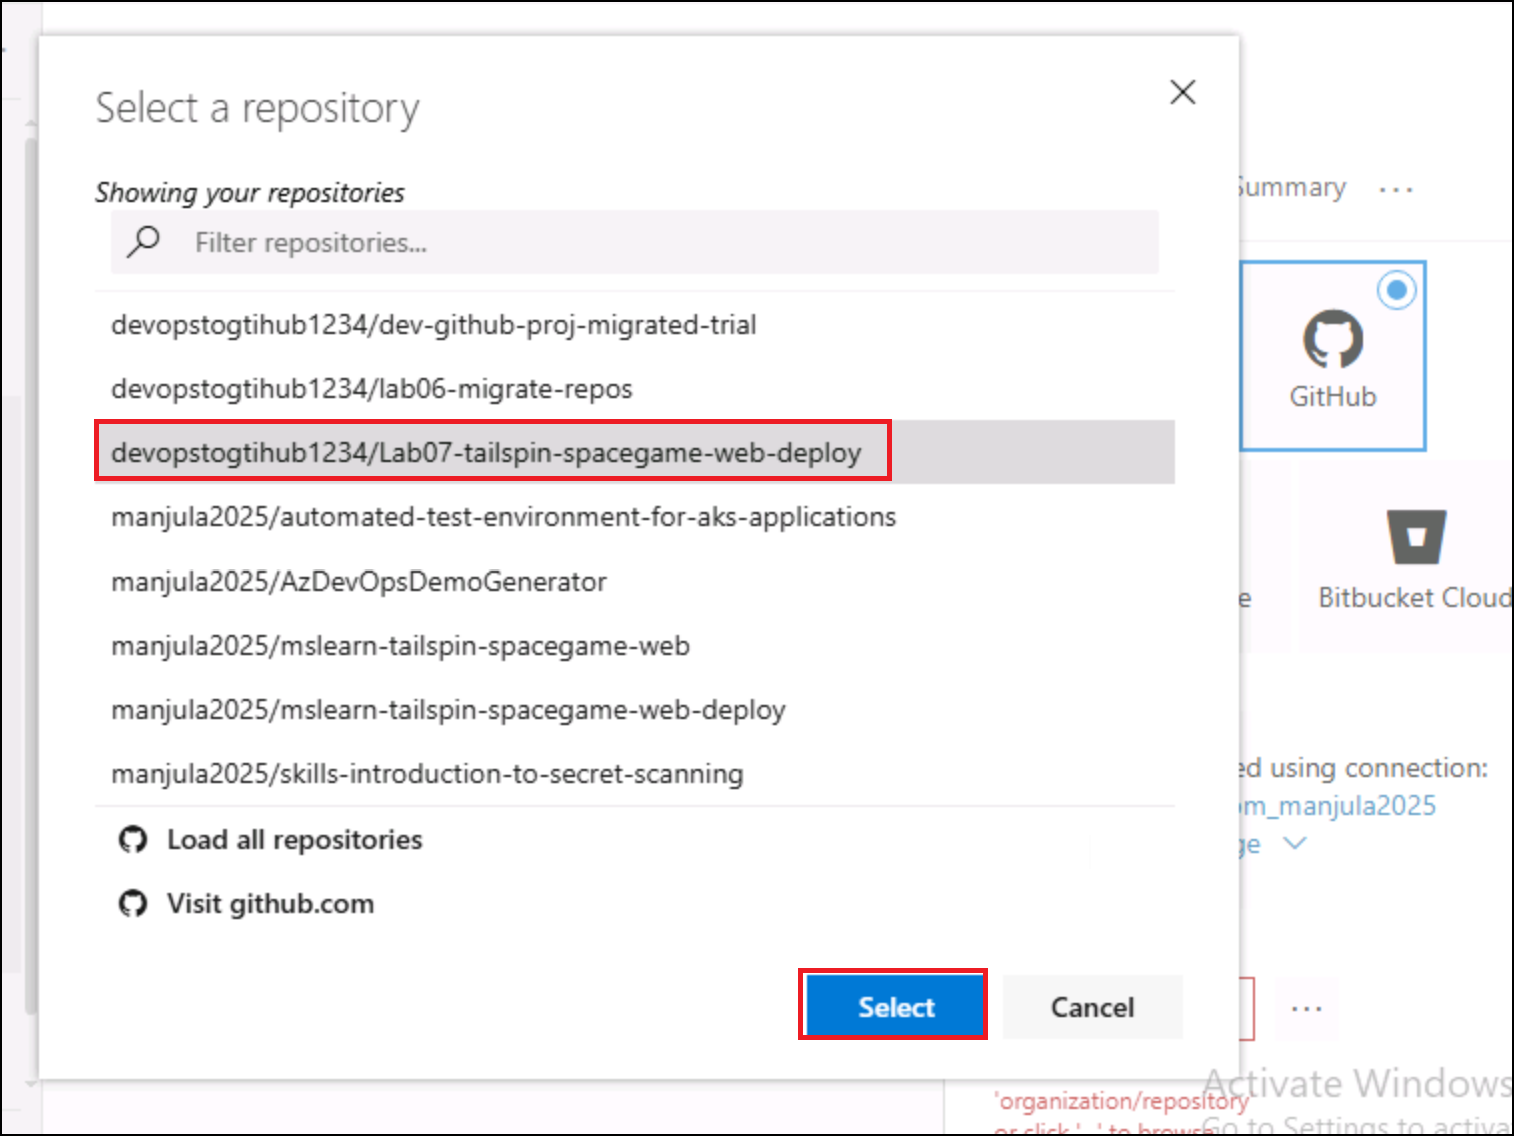 Select a repository
Showing your repositories
Filter repositories...
devopstogtihub1234/dev-github-proj-migrated-trial
devopstogtihub1234/lab06-migrate-repos
devopstogtihub1234/Lab07-tailspin-spacegame-web-deploy
manjula2025/automated-test-environment-for-aks-applications
manjula2025/AzDevOpsDemoGenerator
manjula2025/mslearn-tailspin-spacegame-web
manjula2025/mslearn-tailspin-spacegame-web-deploy
manjula2025/skills-introduction-to-secret-scanning
Load all repositories
Visit github.com
Select
Cancel
Summary ...
GitHub
e
Bitbucket Cloud
ed using connection:
om_manjula2025
ge
...
Activate Windows
'organization/repository
Go to Settings to activa
or click '...' to browse